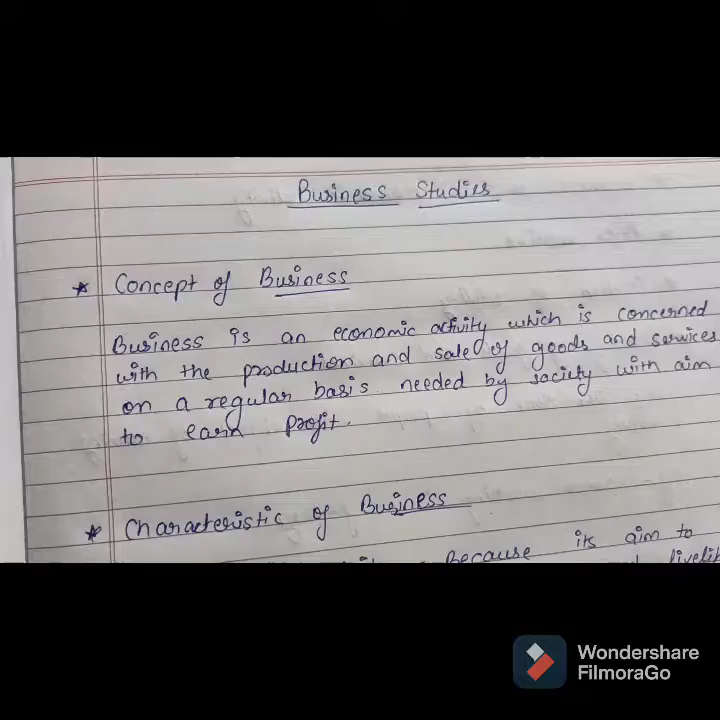 Business Studies
* Concept of Business
Business is an economic activity which is concerned
with the production and sale of goods and services
on a regular basis needed by society with aim
to earn profit.
* Characteristic of Business
Because its aim to
Wondershare
FilmoraGo